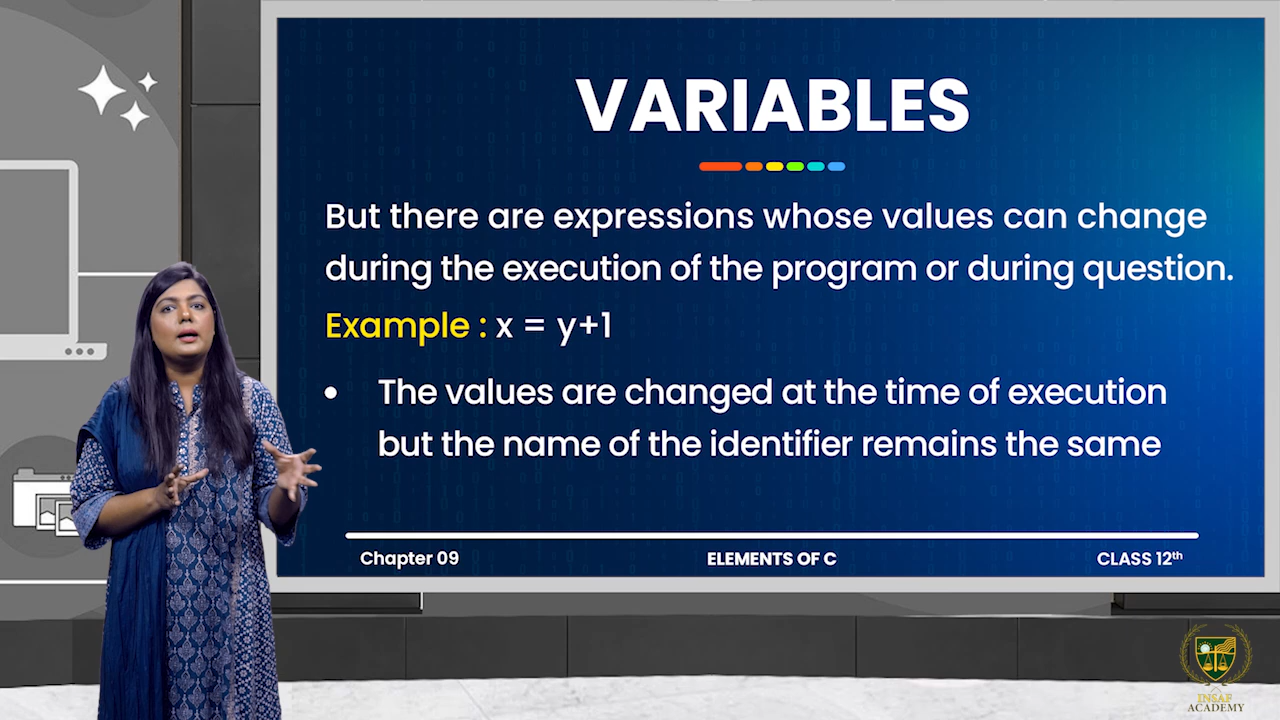 VARIABLES
But there are expressions whose values can change
during the execution of the program or during question.
Example : x = y+1
• The values are changed at the time of execution
but the name of the identifier remains the same
Chapter 09 ELEMENTS OF C CLASS 12th
INSAF
ACADEMY